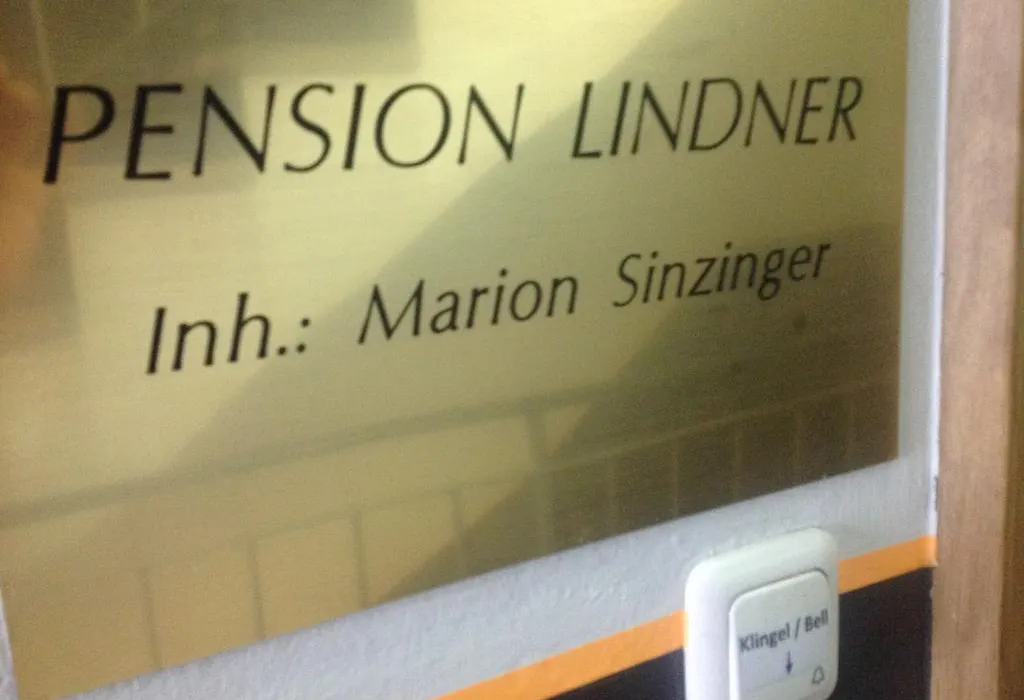 PENSION LINDNER
Inh.: Marion Sinzinger
Klingel / Bell